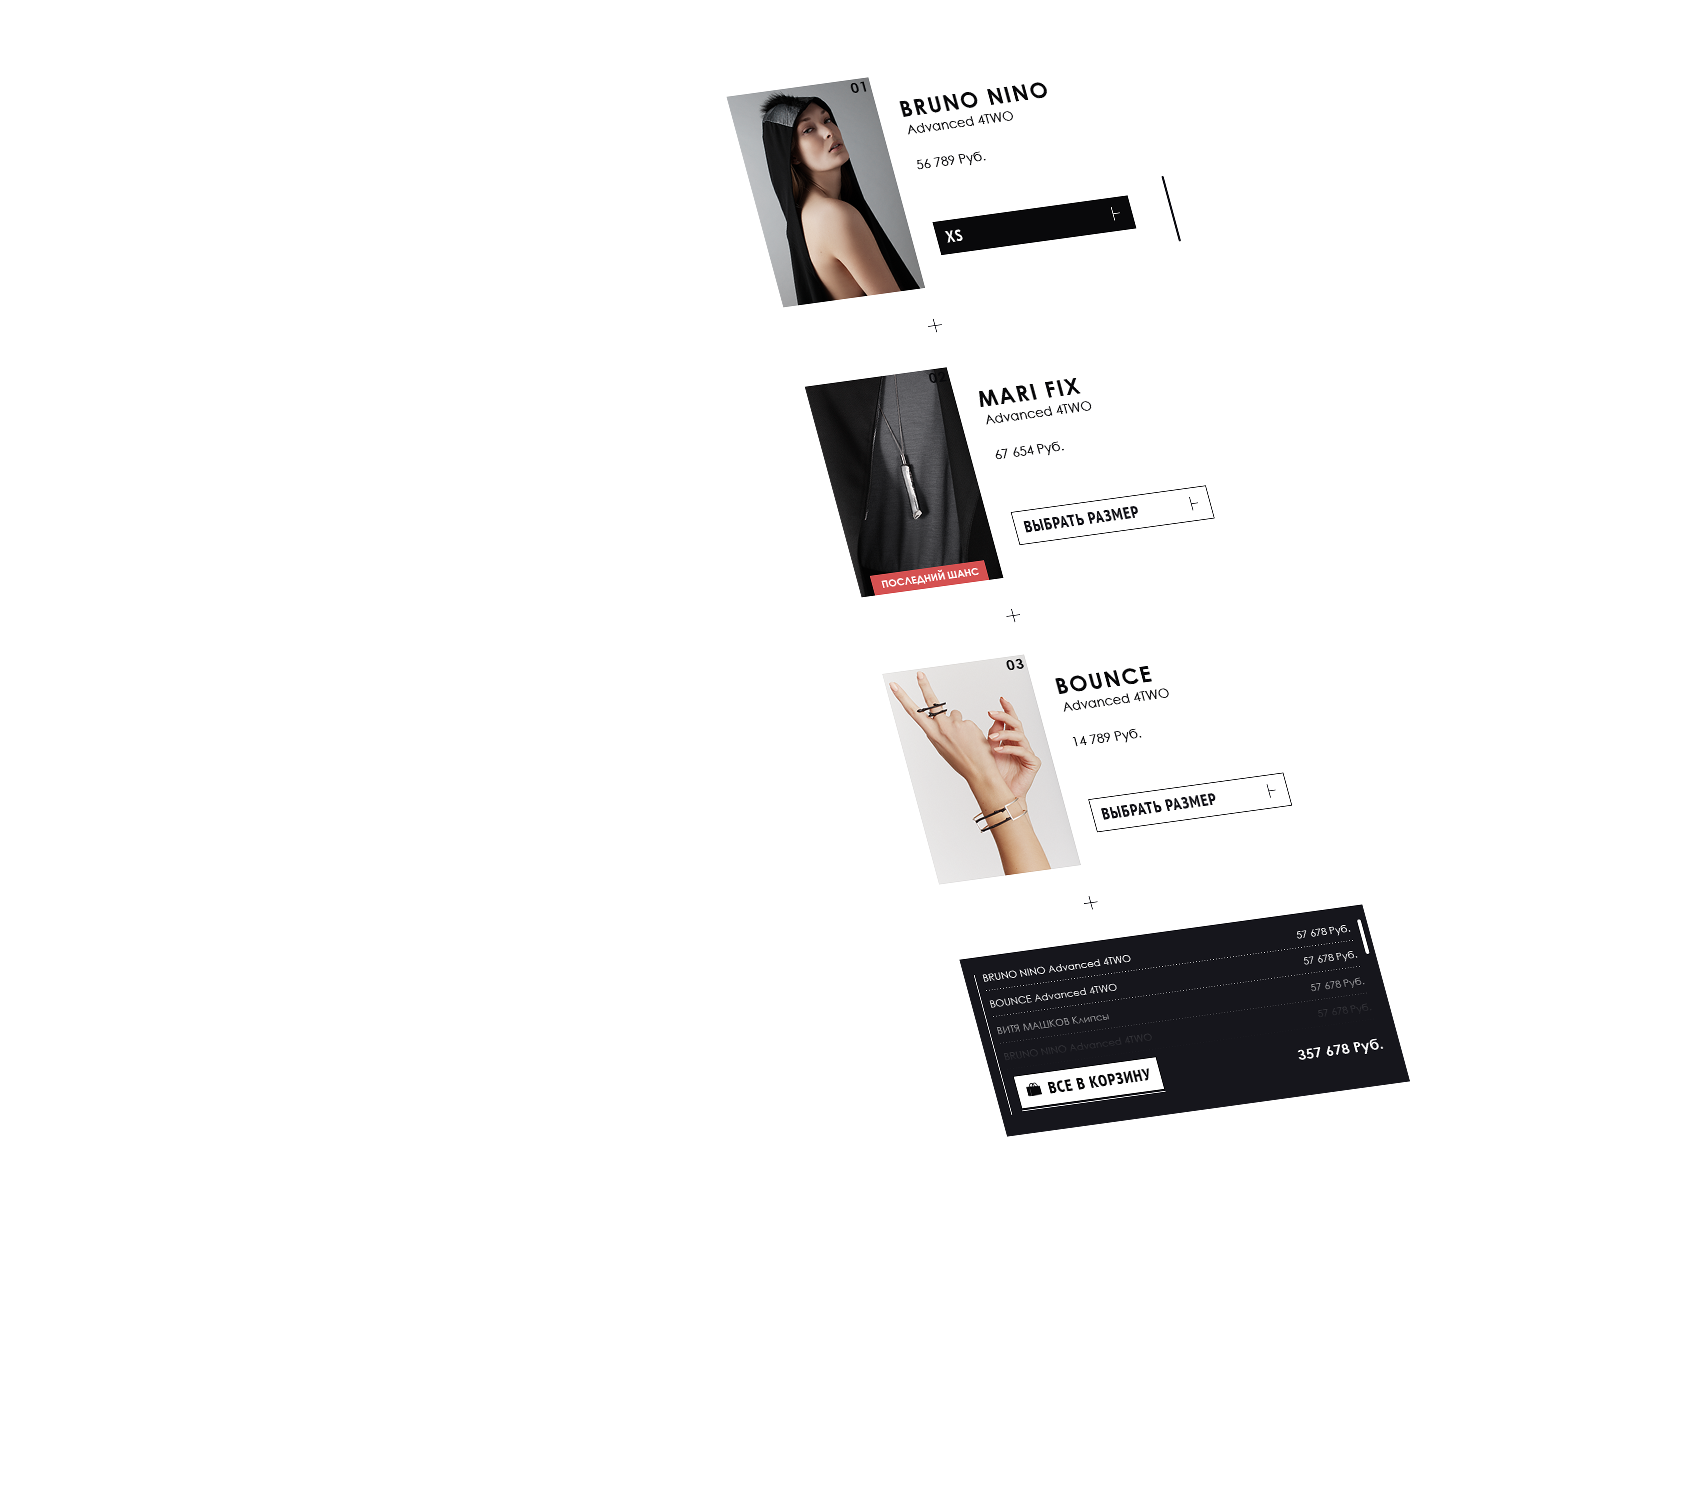 01
BRUNO NINO
Advanced 4TWO
56 789 Руб.
XS
02
MARI FIX
Advanced 4TWO
67 654 Руб.
ВЫБРАТЬ РАЗМЕР
ПОСЛЕДНИЙ ШАНС
03
BOUNCE
Advanced 4TWO
14 789 Руб.
ВЫБРАТЬ РАЗМЕР
BRUNO NINO Advanced 4TWO 57 678 Руб.
BOUNCE Advanced 4TWO 57 678 Руб.
ВИТЯ МАШКОВ Клипсы 57 678 Руб.
BRUNO NINO Advanced 4TWO 57 678 Руб.
ВСЕ В КОРЗИНУ 357 678 Руб.